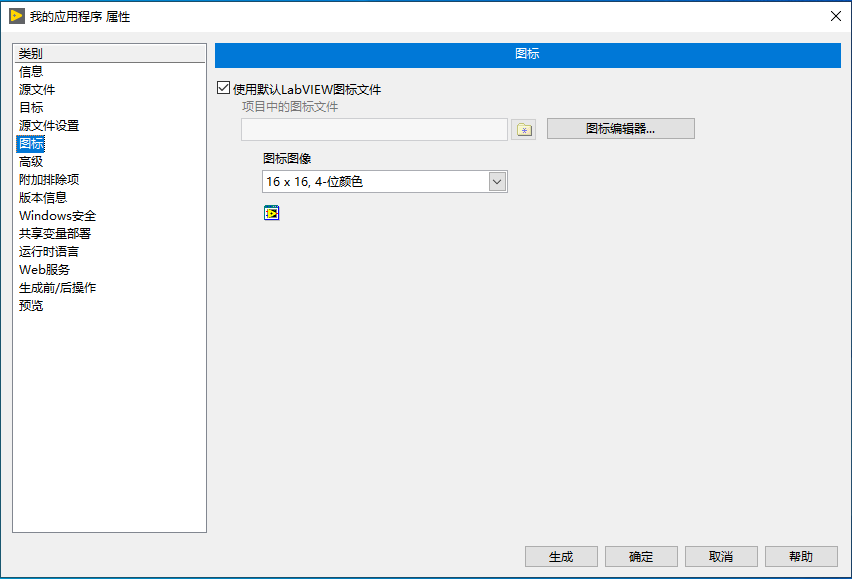 我的应用程序 属性
类别
信息
源文件
目标
源文件设置
图标
高级
附加排除项
版本信息
Windows安全
共享变量部署
运行时语言
Web服务
生成前/后操作
预览
图标
使用默认LabVIEW图标文件
项目中的图标文件
图标编辑器...
图标图像
16 x 16, 4-位颜色
生成
确定
取消
帮助